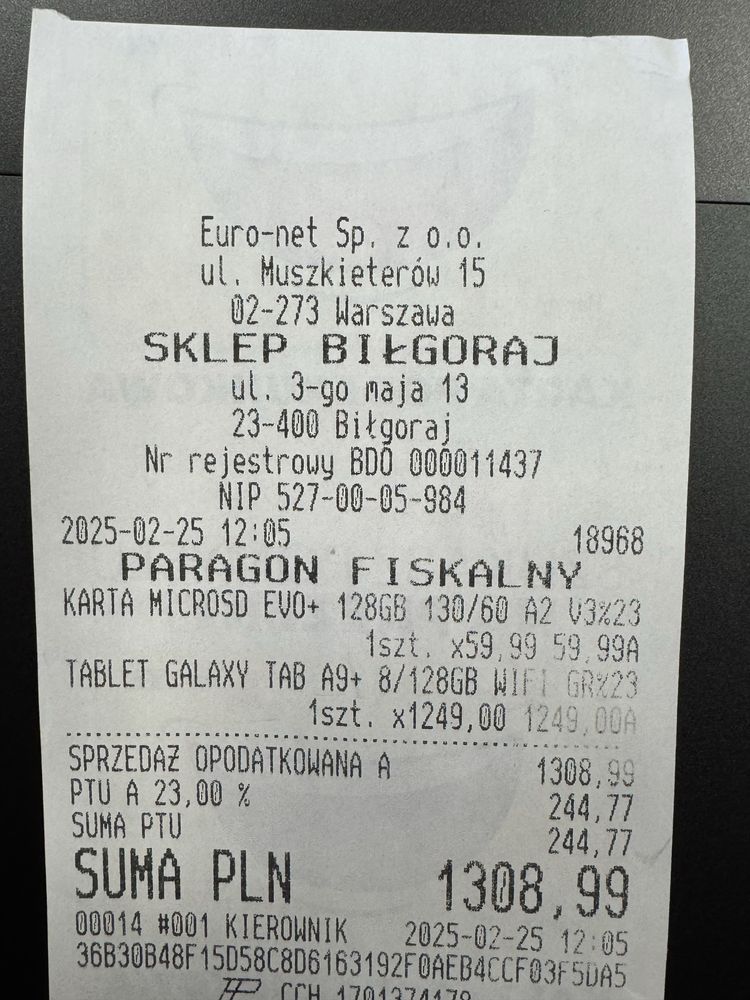 Euro-net Sp. z o.o.
ul. Muszkieterów 15
02-273 Warszawa
SKLEP BIŁGORAJ
ul. 3-go maja 13
23-400 Biłgoraj
Nr rejestrowy BDO 000011437
NIP 527-00-05-984
2025-02-25 12:05 18968
PARAGON FISKALNY
KARTA MICROSD EVO+ 128GB 130/60 A2 V3%23
1szt. x59,99 59,99A
TABLET GALAXY TAB A9+ 8/128GB WIFI GR%23
1szt. x1249,00 1249,00A
SPRZEDAŻ OPODATKOWANA A 1308,99
PTU A 23,00 % 244,77
SUMA PTU 244,77
SUMA PLN 1308,99
00014 #001 KIEROWNIK 2025-02-25 12:05
36B30B48F15D58C8D6163192F0AEB4CCF03F5DA5
CCH 1701374179